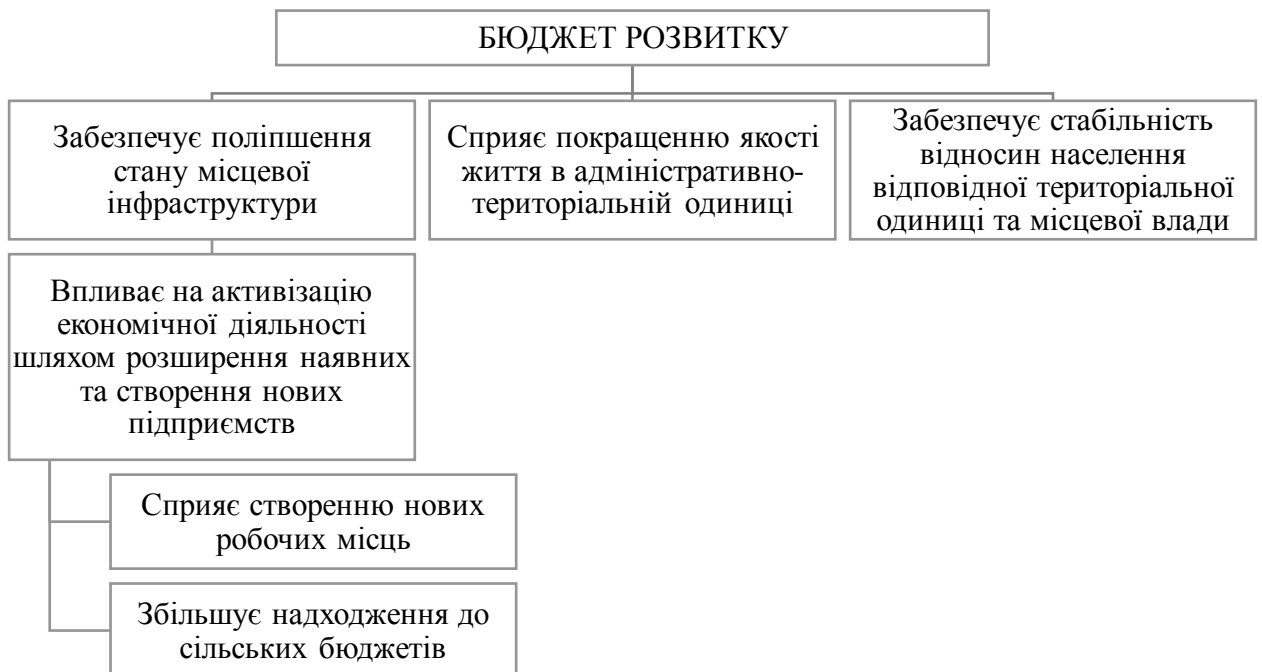 БЮДЖЕТ РОЗВИТКУ
Забезпечує поліпшення
стану місцевої
інфраструктури
Сприяє покращенню якості
життя в адміністративно-
територіальній одиниці
Забезпечує стабільність
відносин населення
відповідної територіальної
одиниці та місцевої влади
Впливає на активізацію
економічної діяльності
шляхом розширення наявних
та створення нових
підприємств
Сприяє створенню нових
робочих місць
Збільшує надходження до
сільських бюджетів